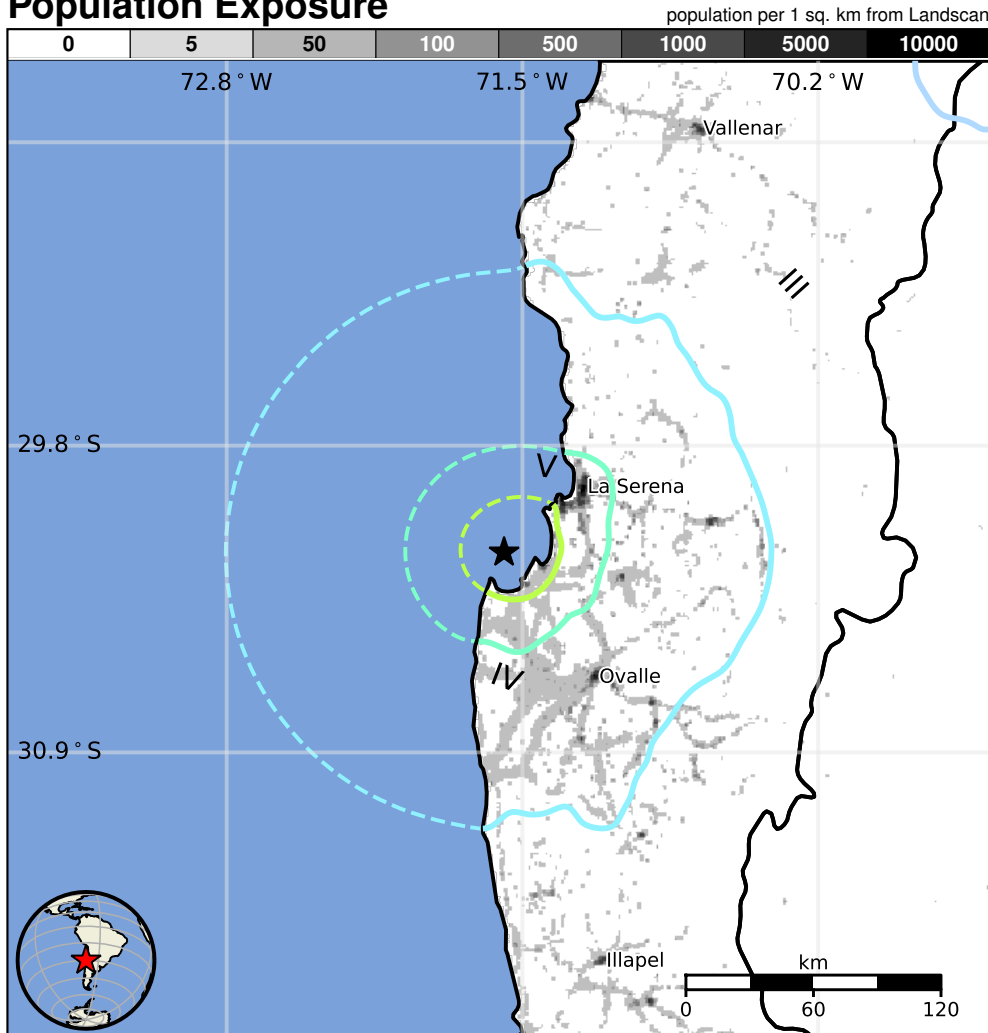 Population Exposure
population per 1 sq. km from Landscan
0 5 50 100 500 1000 5000 10000
72.8°W 71.5°W 70.2°W
Vallenar
III
29.8°S
V
La Serena
IV
Ovalle
30.9°S
Illapel
km
0 60 120